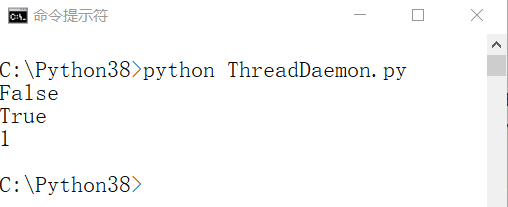 命令提示符
C:\Python38>python ThreadDaemon.py
False
True
1
C:\Python38>